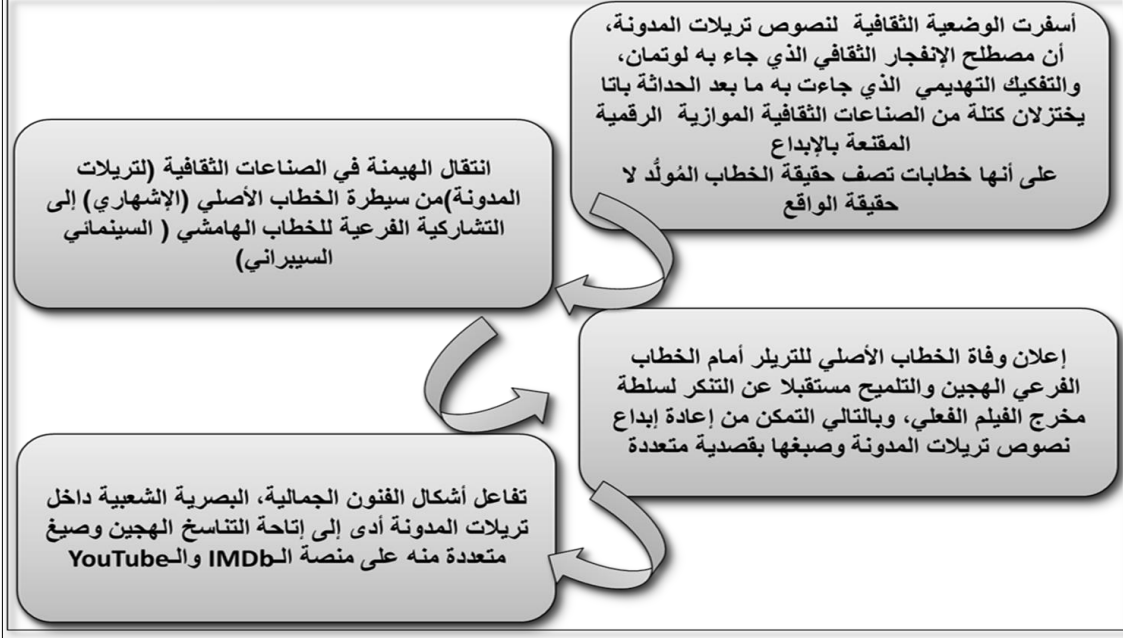 أسفرت الوضعية الثقافية لنصوص تريلات المدونة،
أن مصطلح الإنفجار الثقافي الذي جاء به لوتمان،
والتفكيك التهديمي الذي جاءت به ما بعد الحداثة باتا
يختزلان كتلة من الصناعات الثقافية الموازية الرقمية
المقنعة بالإبداع
على أنها خطابات تصف حقيقة الخطاب المُولَّد لا
حقيقة الواقع
انتقال الهيمنة في الصناعات الثقافية (لتريلات
المدونة)من سيطرة الخطاب الأصلي (الإشهاري) إلى
التشاركية الفرعية للخطاب الهامشي ( السينمائي
السيبراني)
إعلان وفاة الخطاب الأصلي للتريلر أمام الخطاب
الفرعي الهجين والتلميح مستقبلا عن التنكر لسلطة
مخرج الفيلم الفعلي، وبالتالي التمكن من إعادة إبداع
نصوص تريلات المدونة وصبغها بقصدية متعددة
تفاعل أشكال الفنون الجمالية، البصرية الشعبية داخل
تريلات المدونة أدى إلى إتاحة التناسخ الهجين وصيغ
متعددة منه على منصة الـIMDb والـYouTube